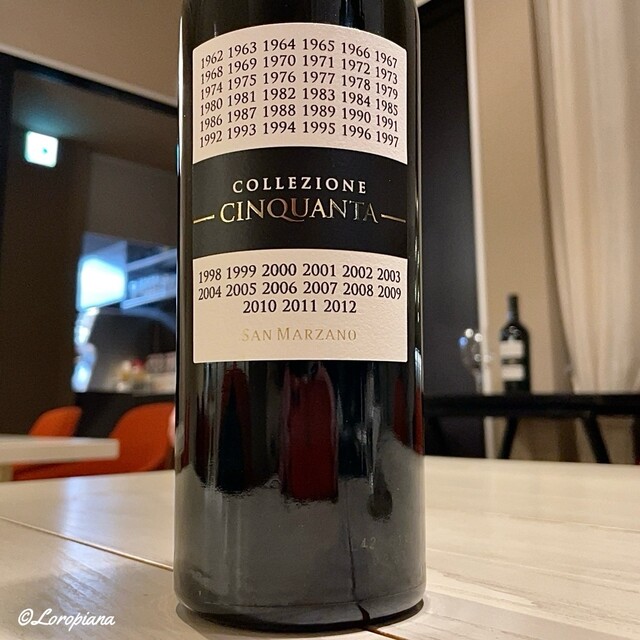 1962 1963 1964 1965 1966 1967
1968 1969 1970 1971 1972 1973
1974 1975 1976 1977 1978 1979
1980 1981 1982 1983 1984 1985
1986 1987 1988 1989 1990 1991
1992 1993 1994 1995 1996 1997
COLLEZIONE
CINQUANTA
1998 1999 2000 2001 2002 2003
2004 2005 2006 2007 2008 2009
2010 2011 2012
SAN MARZANO
©Loropiana